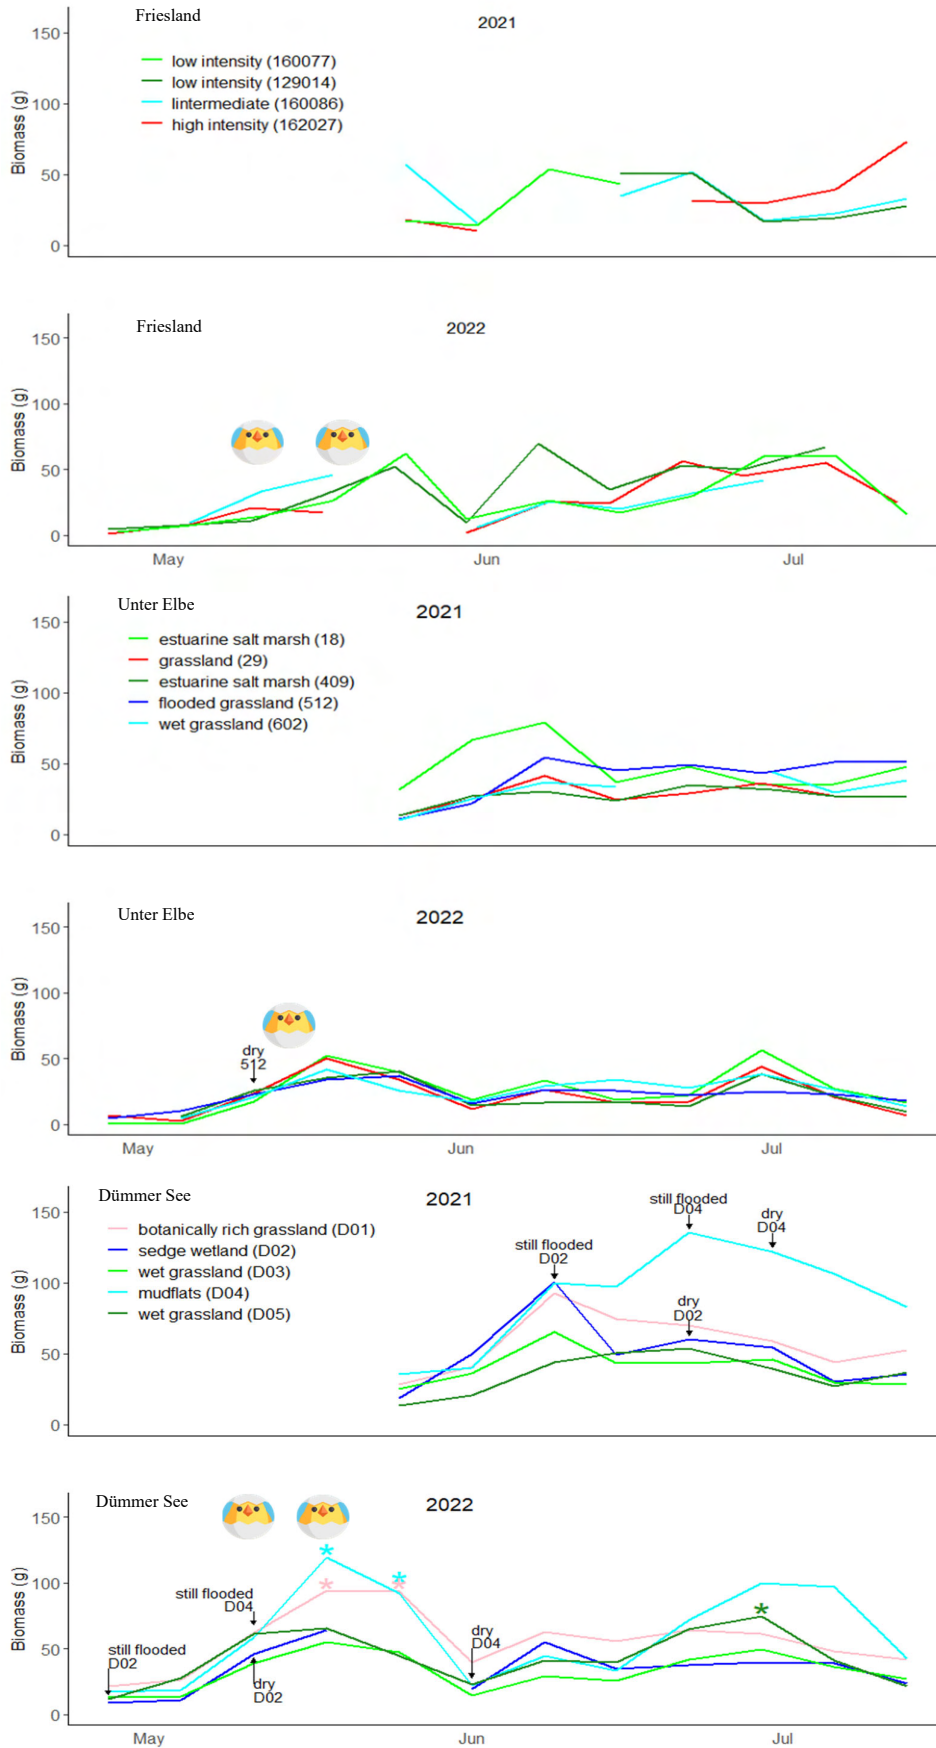 Friesland
2021
150
low intensity (160077)
low intensity (129014)
lintermediate (160086)
high intensity (162027)
100
50
0
Biomass (g)
Friesland
2022
150
100
50
0
Biomass (g)
May
Jun
Jul
Unter Elbe
2021
150
estuarine salt marsh (18)
grassland (29)
estuarine salt marsh (409)
flooded grassland (512)
wet grassland (602)
100
50
0
Biomass (g)
Unter Elbe
2022
150
100
50
0
Biomass (g)
dry
512
May
Jun
Jul
Dümmer See
2021
150
botanically rich grassland (D01)
sedge wetland (D02)
wet grassland (D03)
mudflats (D04)
wet grassland (D05)
100
50
0
Biomass (g)
still flooded
D02
still flooded
D04
dry
D04
dry
D02
Dümmer See
2022
150
100
50
0
Biomass (g)
* * * * *
still flooded
D04
still flooded
D02
dry
D02
dry
D04
May
Jun
Jul